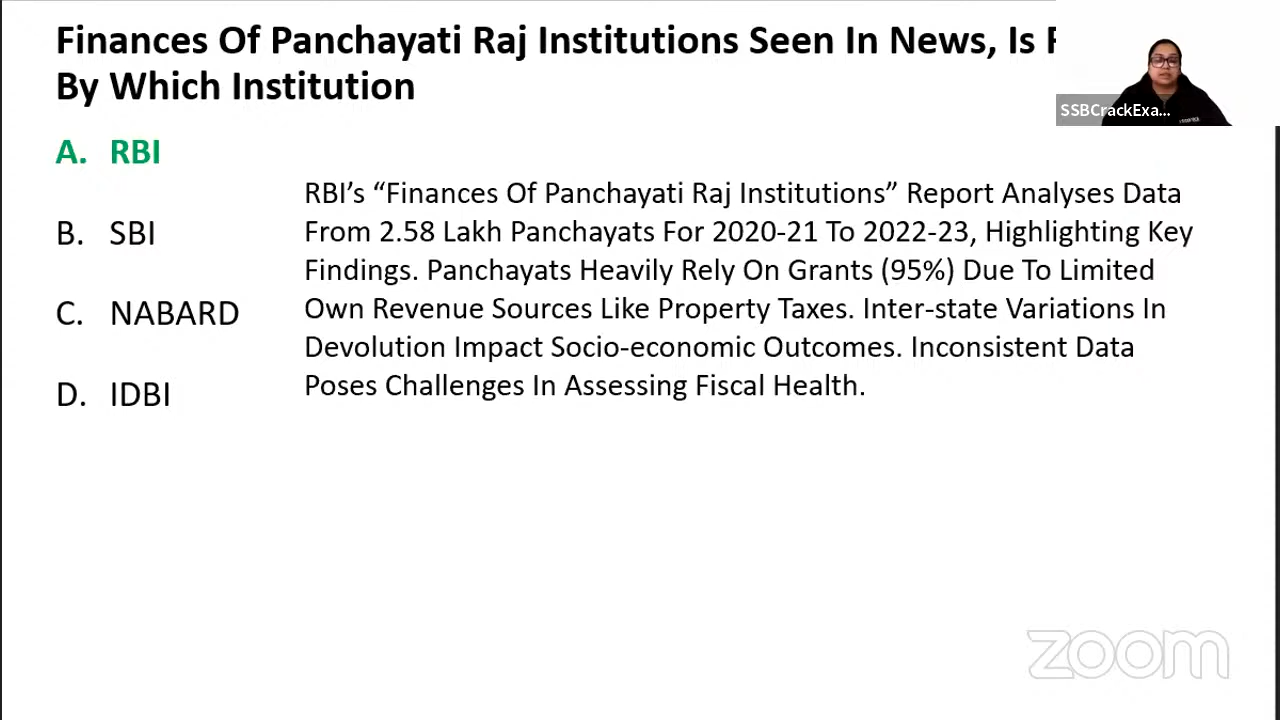 Finances Of Panchayati Raj Institutions Seen In News, Is
By Which Institution
SSBCrackExa...
A. RBI
B. SBI
C. NABARD
D. IDBI
RBI's “Finances Of Panchayati Raj Institutions” Report Analyses Data
From 2.58 Lakh Panchayats For 2020-21 To 2022-23, Highlighting Key
Findings. Panchayats Heavily Rely On Grants (95%) Due To Limited
Own Revenue Sources Like Property Taxes. Inter-state Variations In
Devolution Impact Socio-economic Outcomes. Inconsistent Data
Poses Challenges In Assessing Fiscal Health.
zoom